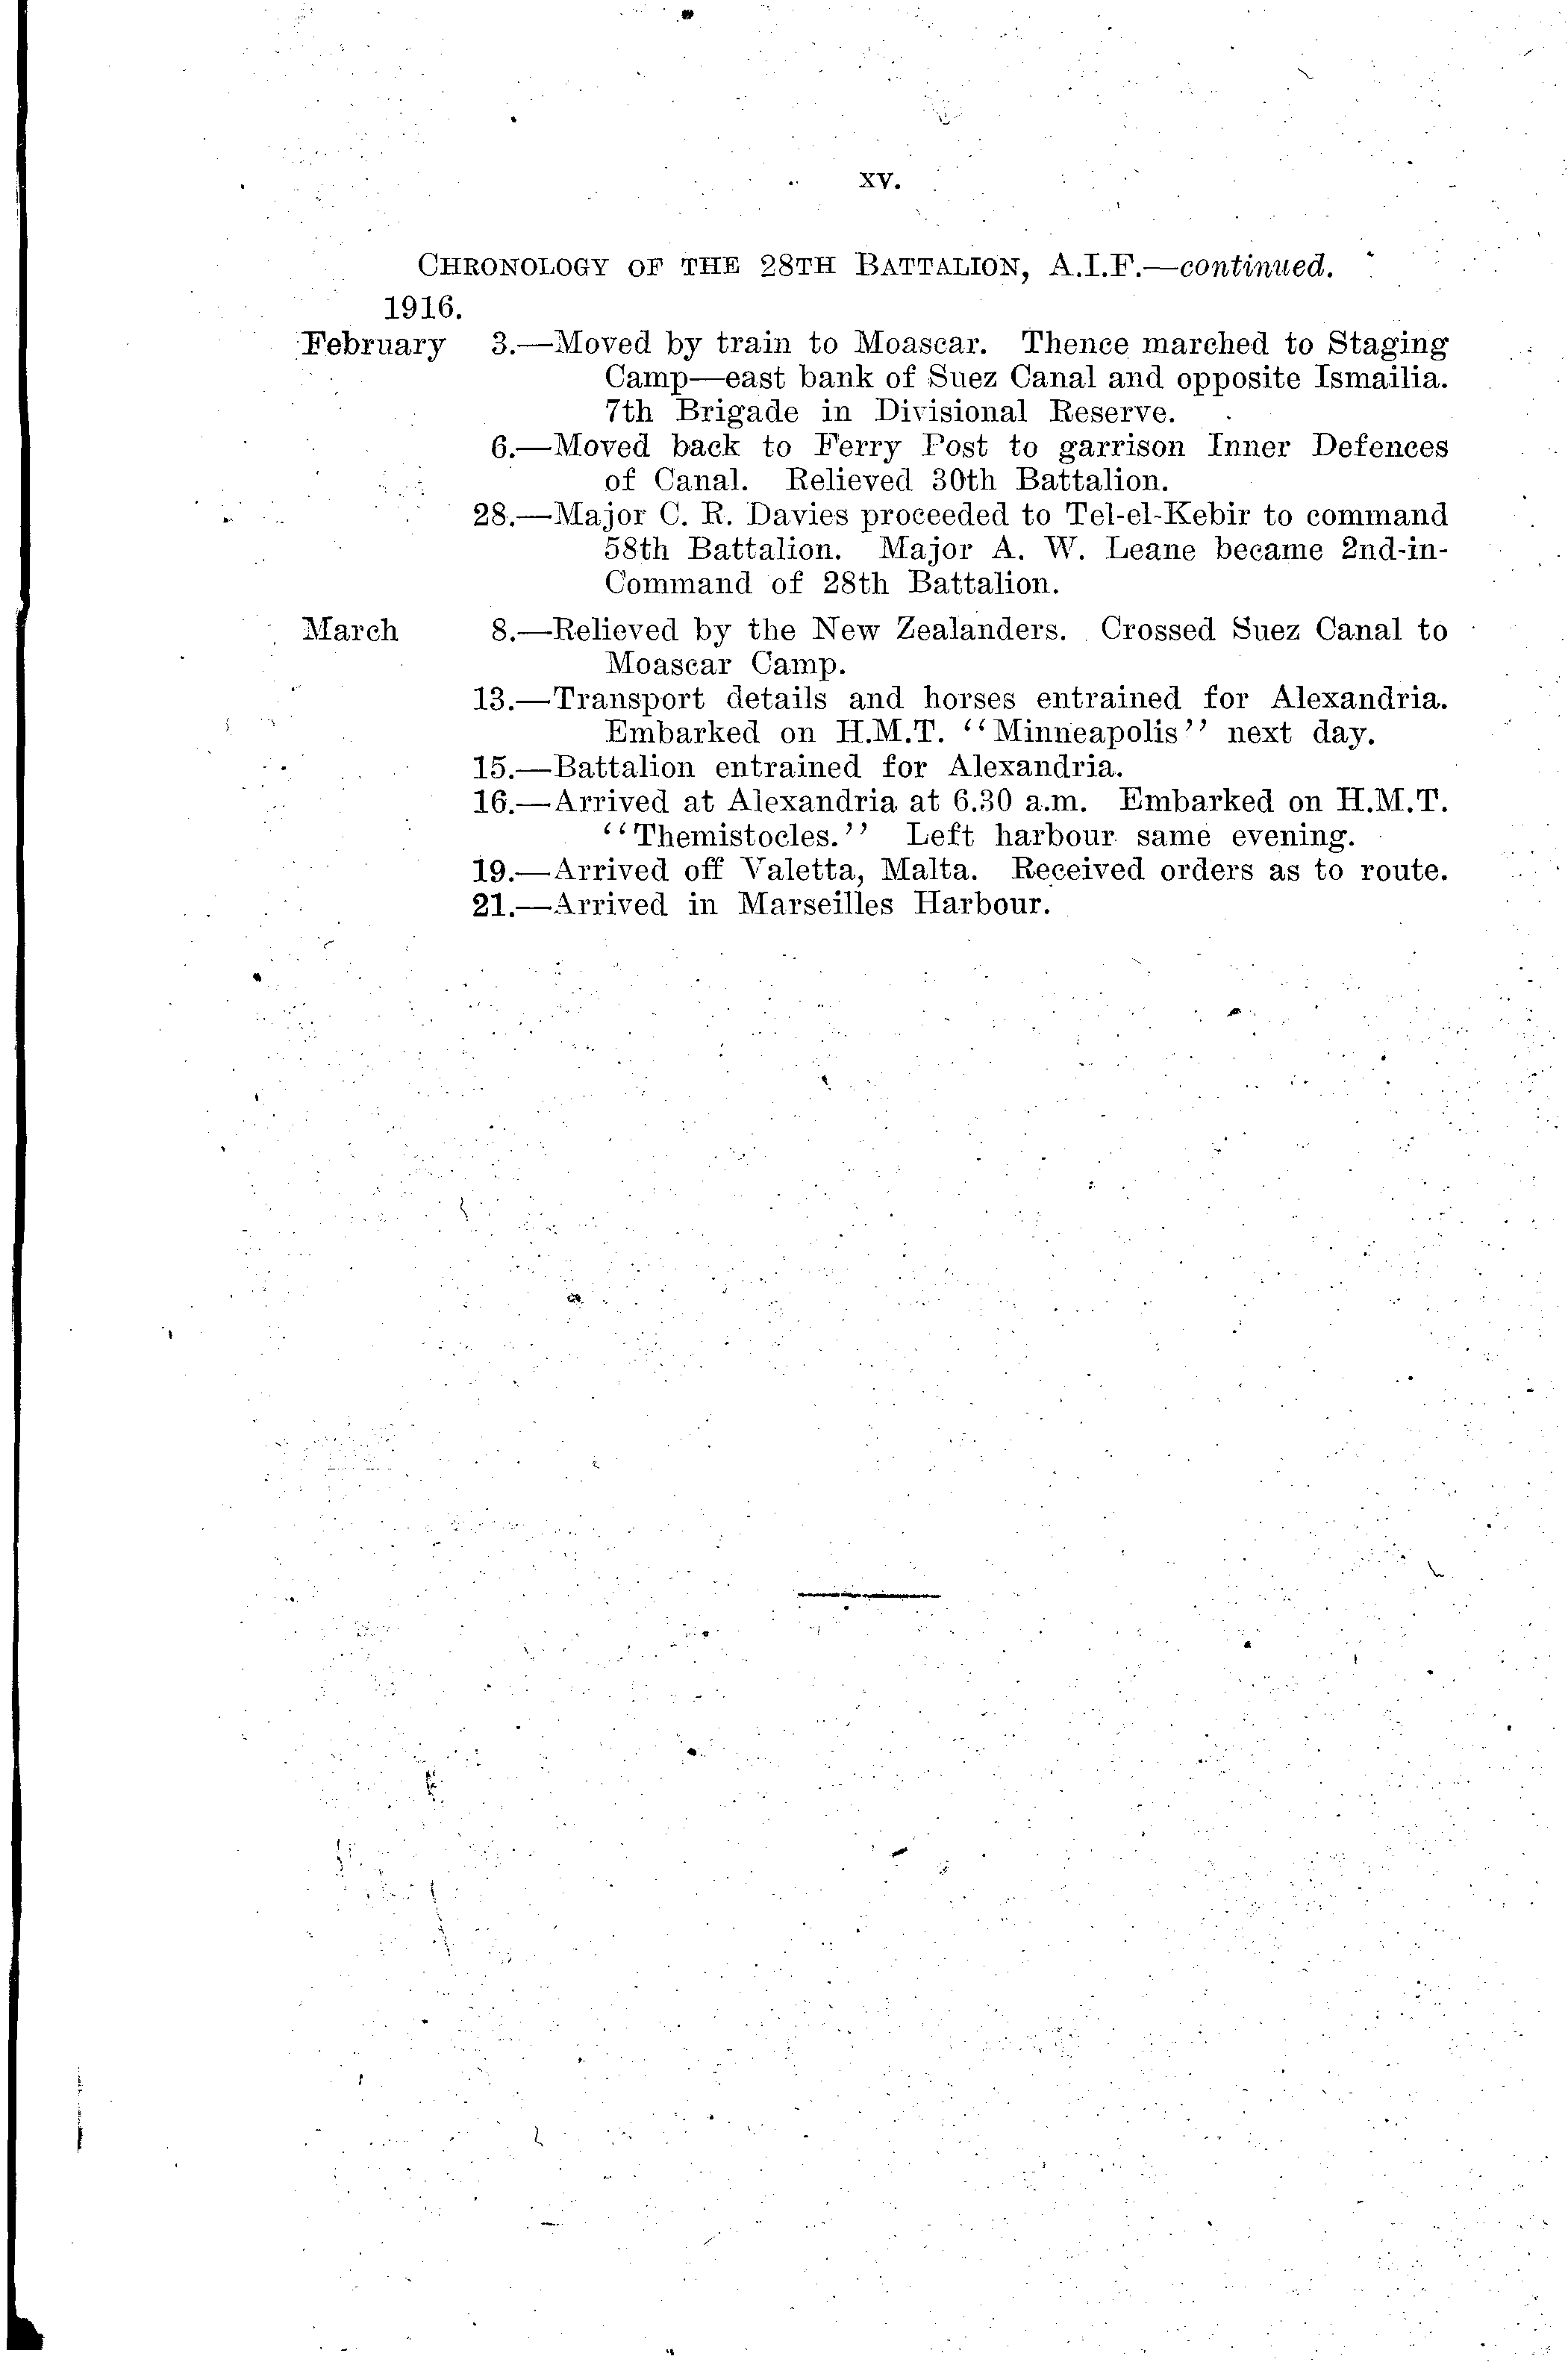 XV.
CHRONOLOGY OF THE 28TH BATTALION, A.I.F.—continued.
1916.
February 3.—Moved by train to Moascar. Thence marched to Staging
Camp—east bank of Suez Canal and opposite Ismailia.
7th Brigade in Divisional Reserve.
6.—Moved back to Ferry Post to garrison Inner Defences
of Canal. Relieved 30th Battalion.
28.—Major C. R. Davies proceeded to Tel-el-Kebir to command
58th Battalion. Major A. W. Leane became 2nd-in-
Command of 28th Battalion.
March 8.—Relieved by the New Zealanders. Crossed Suez Canal to
Moascar Camp.
13.—Transport details and horses entrained for Alexandria.
Embarked on H.M.T. ‘‘Minneapolis’’ next day.
15.—Battalion entrained for Alexandria.
16.—Arrived at Alexandria at 6.30 a.m. Embarked on H.M.T.
‘‘Themistocles.’’ Left harbour same evening.
19.—Arrived off Valetta, Malta. Received orders as to route.
21.—Arrived in Marseilles Harbour.